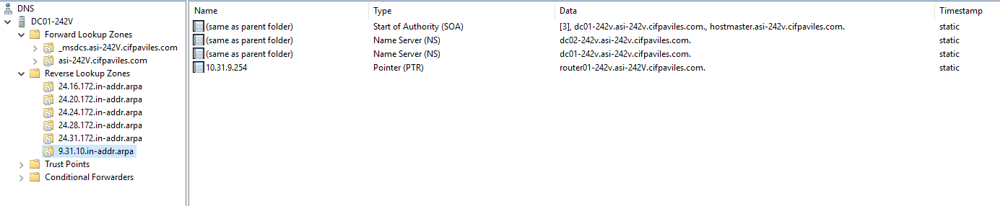 DNS
DC01-242V
Forward Lookup Zones
_msdcs.asi-242V.cifpaviles.com
asi-242V.cifpaviles.com
Reverse Lookup Zones
24.16.172.in-addr.arpa
24.20.172.in-addr.arpa
24.24.172.in-addr.arpa
24.28.172.in-addr.arpa
24.31.172.in-addr.arpa
9.31.10.in-addr.arpa
Trust Points
Conditional Forwarders
Name Type Data Timestamp
(same as parent folder) Start of Authority (SOA) [3], dc01-242v.asi-242v.cifpaviles.com., hostmaster.asi-242v.cifpaviles.com. static
(same as parent folder) Name Server (NS) dc02-242v.asi-242v.cifpaviles.com. static
(same as parent folder) Name Server (NS) dc01-242v.asi-242v.cifpaviles.com. static
10.31.9.254 Pointer (PTR) router01-242v.asi-242V.cifpaviles.com. static